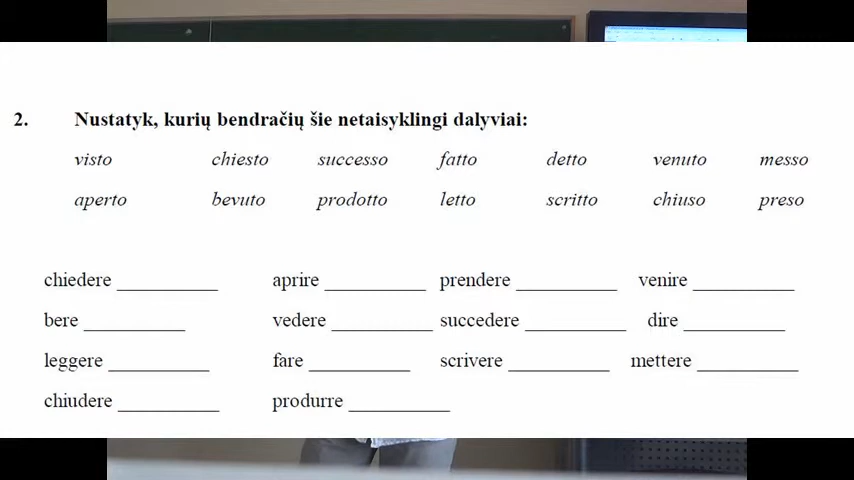 2. Nustatyk, kurių bendračių šie netaisyklingi dalyviai:
visto chiesto successo fatto detto venuto messo
aperto bevuto prodotto letto scritto chiuso preso
chiedere __________ aprire __________ prendere __________ venire __________
bere __________ vedere __________ succedere __________ dire __________
leggere __________ fare __________ scrivere __________ mettere __________
chiudere __________ produrre __________